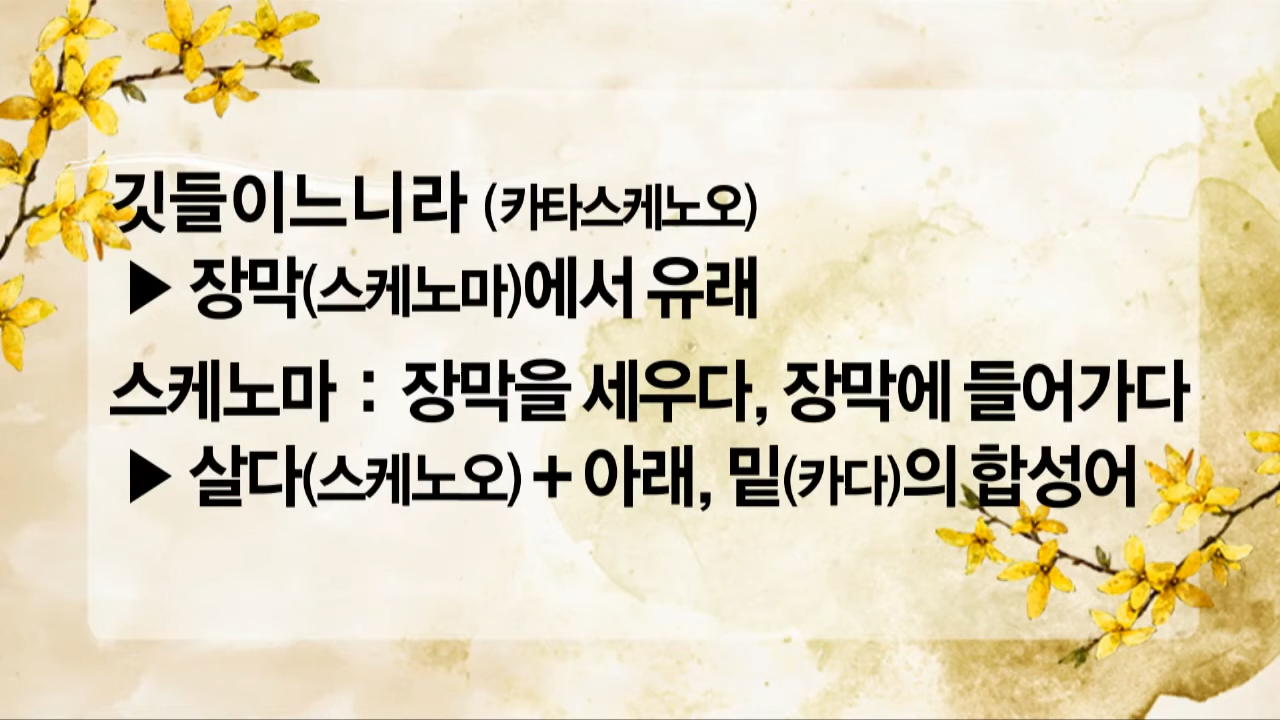 깃들이느니라 (카타스케노오)
▶ 장막(스케노마)에서 유래
스케노마 : 장막을 세우다, 장막에 들어가다
▶ 살다(스케노오) + 아래, 밑(카다)의 합성어